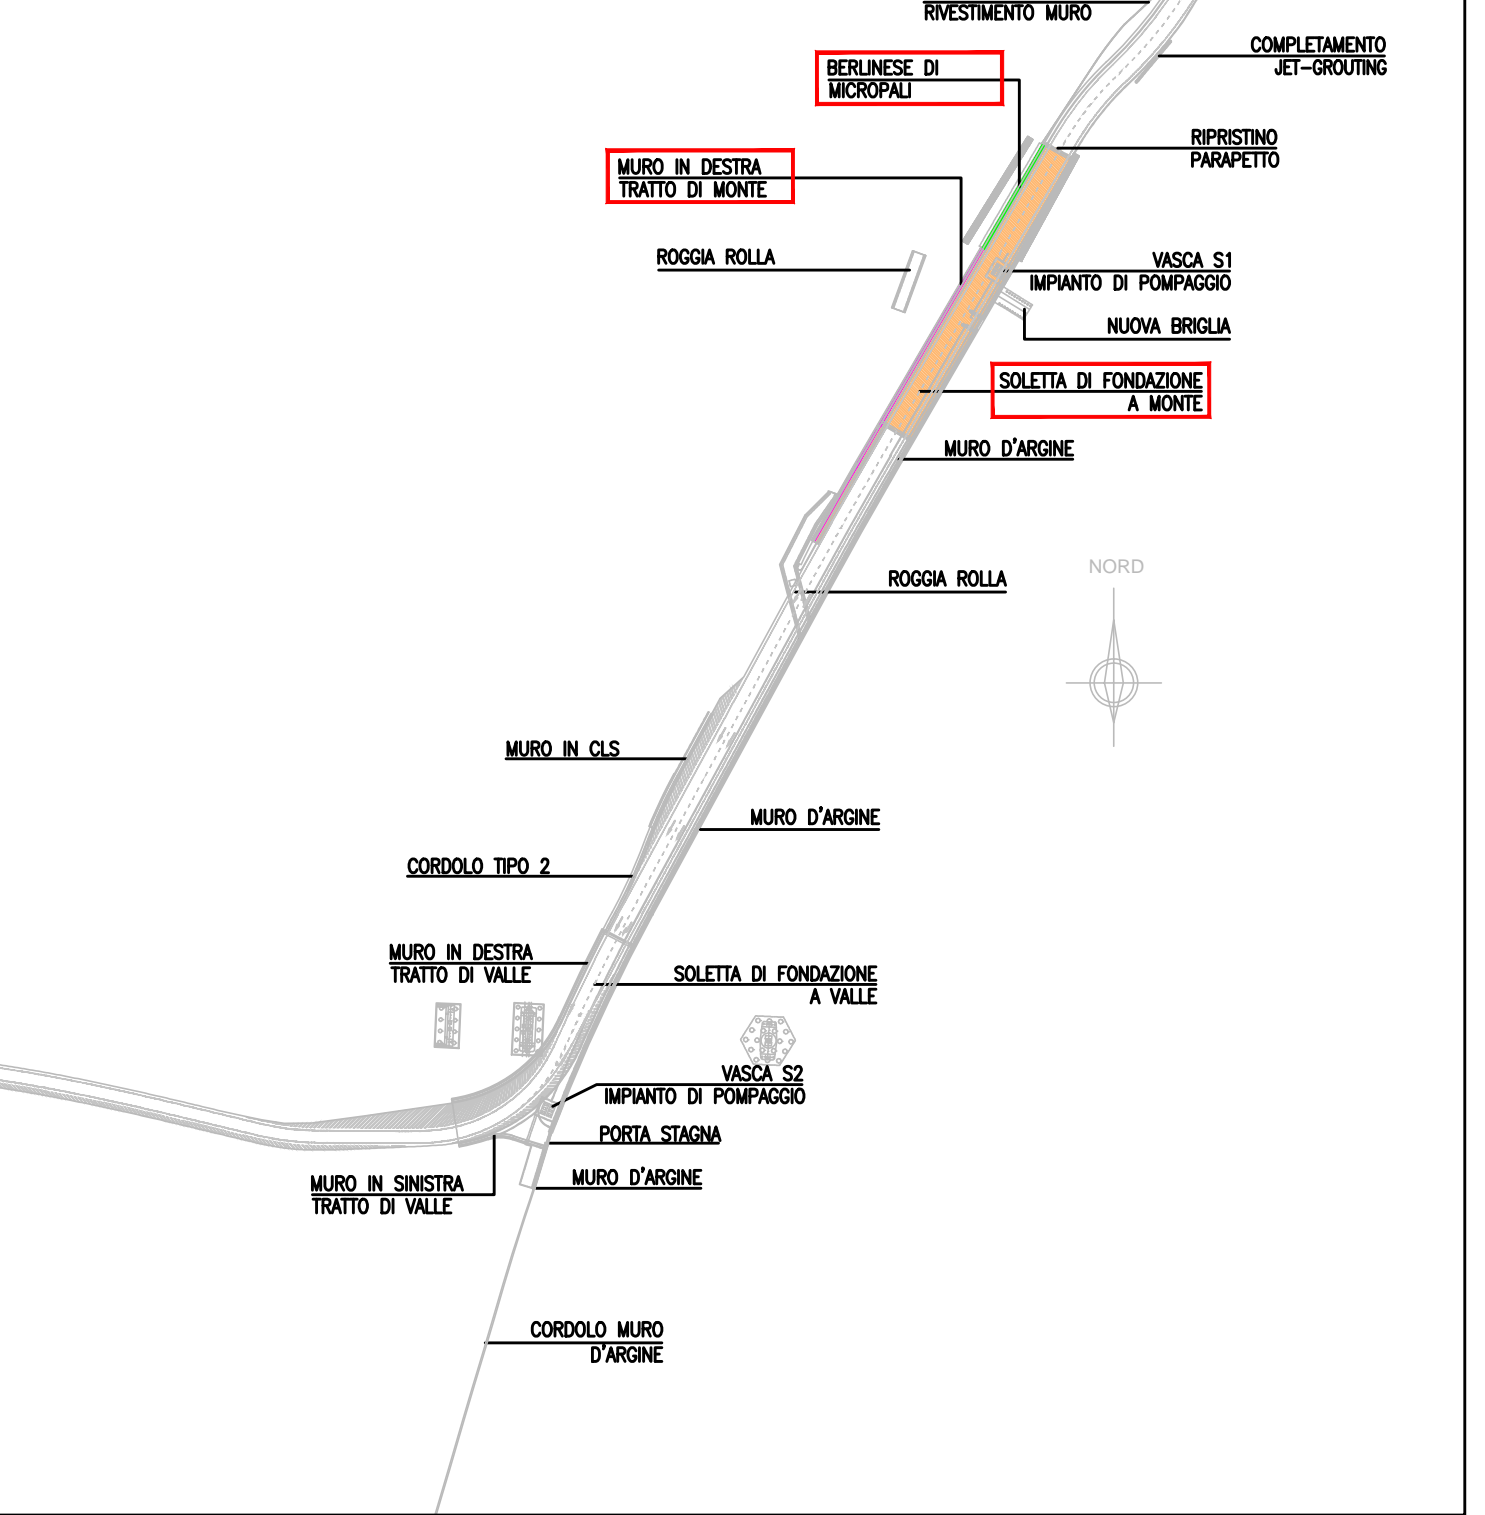 RIVESTIMENTO MURO
COMPLETAMENTO
JET-GROUTING
BERLINESE DI
MICROPALI
RIPRISTINO
PARAPETTO
MURO IN DESTRA
TRATTO DI MONTE
ROGGIA ROLLA
VASCA S1
IMPIANTO DI POMPAGGIO
NUOVA BRIGLIA
SOLETTA DI FONDAZIONE
A MONTE
MURO D'ARGINE
NORD
ROGGIA ROLLA
MURO IN CLS
MURO D'ARGINE
CORDOLO TIPO 2
MURO IN DESTRA
TRATTO DI VALLE
SOLETTA DI FONDAZIONE
A VALLE
VASCA S2
IMPIANTO DI POMPAGGIO
PORTA STAGNA
MURO D'ARGINE
MURO IN SINISTRA
TRATTO DI VALLE
CORDOLO MURO
D'ARGINE